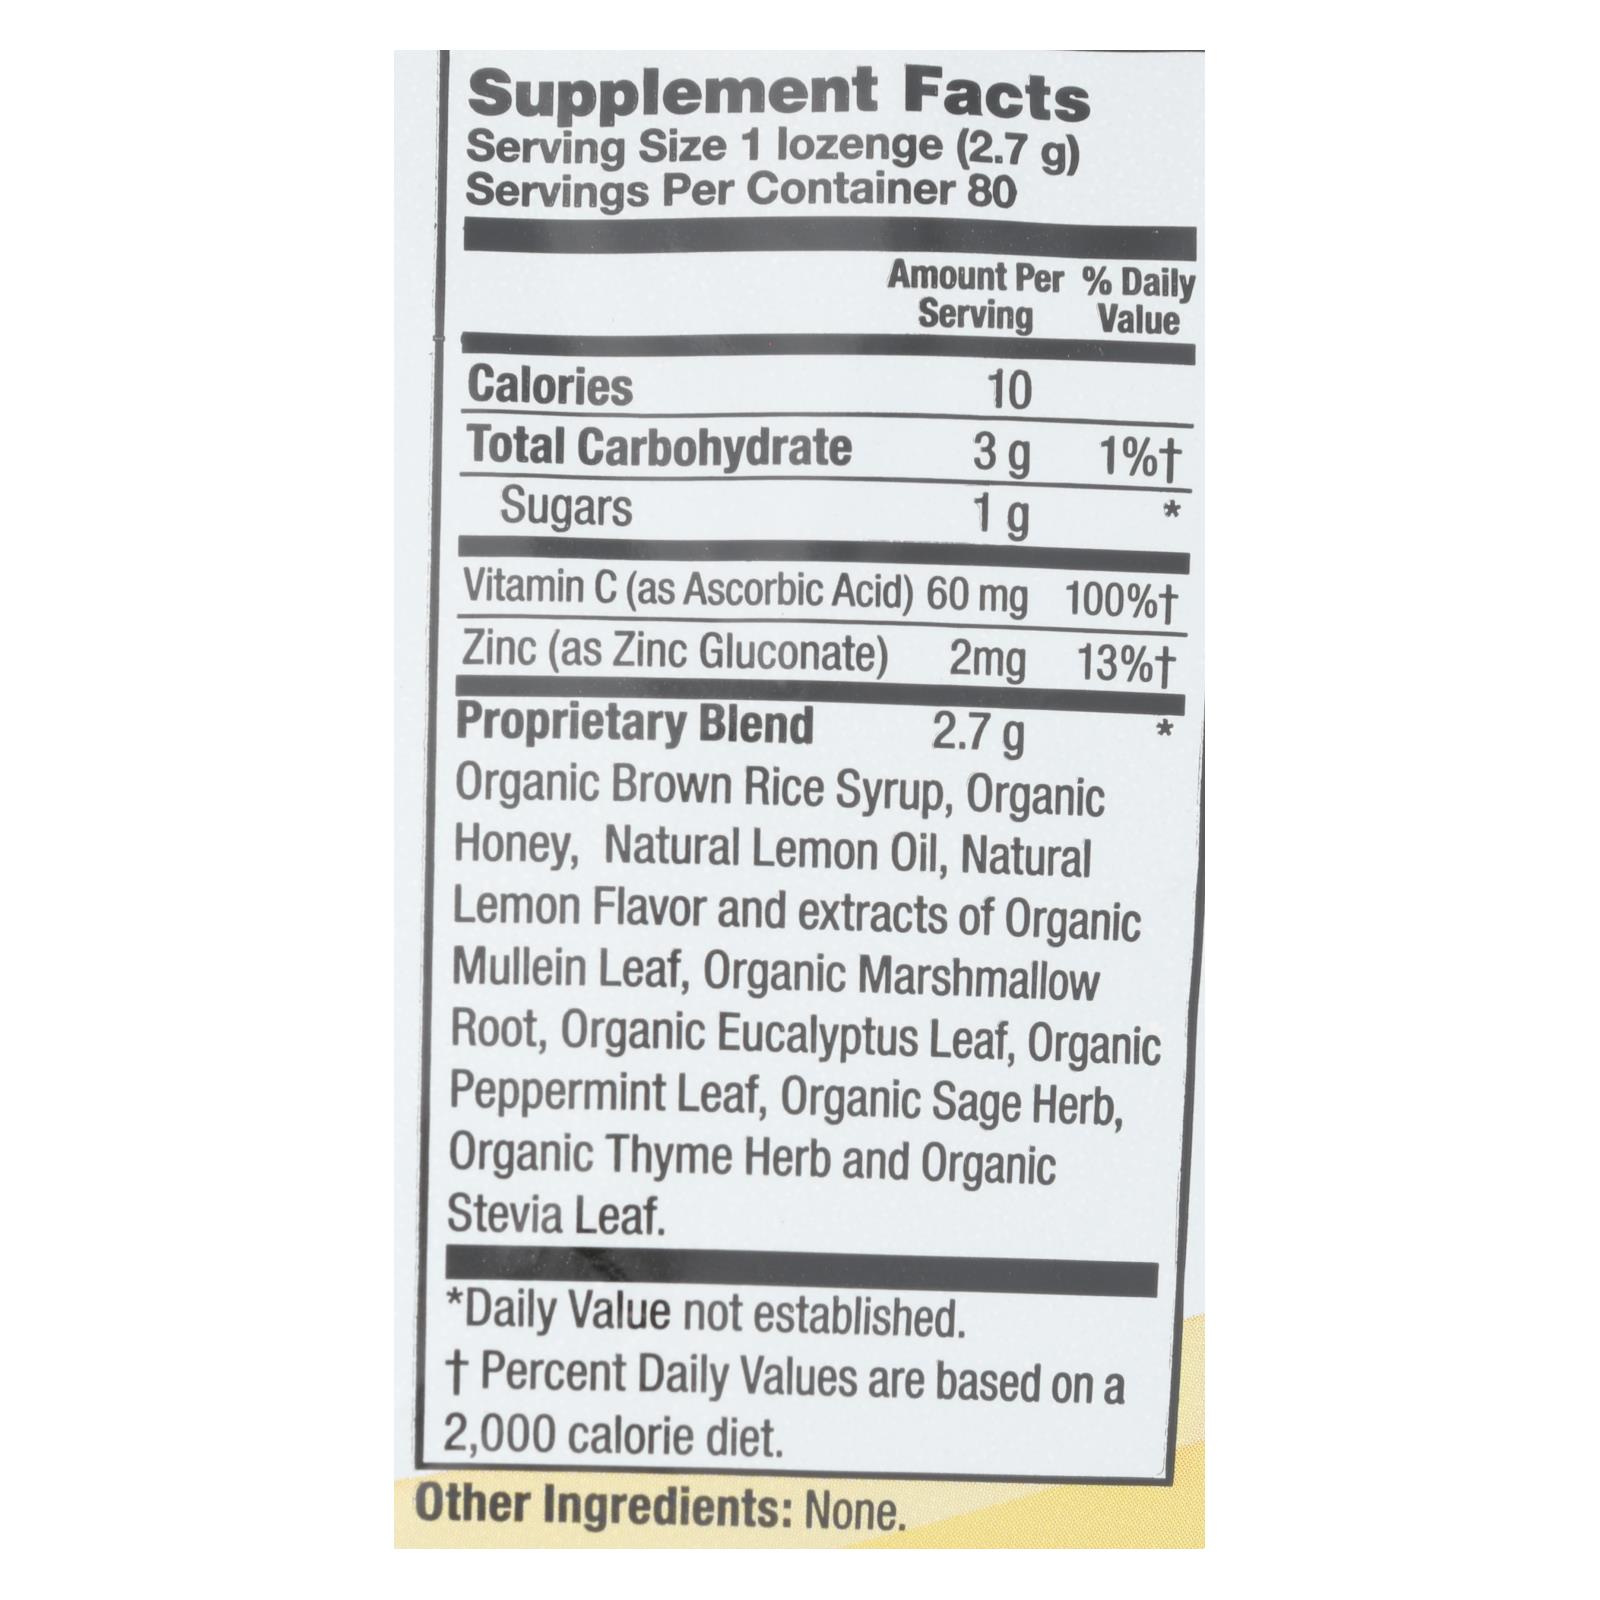 Supplement Facts
Serving Size 1 lozenge (2.7 g)
Servings Per Container 80
Amount Per % Daily
Serving Value
Calories 10
Total Carbohydrate 3 g 1%†
Sugars 1 g *
Vitamin C (as Ascorbic Acid) 60 mg 100%†
Zinc (as Zinc Gluconate) 2mg 13%†
Proprietary Blend 2.7 g *
Organic Brown Rice Syrup, Organic
Honey, Natural Lemon Oil, Natural
Lemon Flavor and extracts of Organic
Mullein Leaf, Organic Marshmallow
Root, Organic Eucalyptus Leaf, Organic
Peppermint Leaf, Organic Sage Herb,
Organic Thyme Herb and Organic
Stevia Leaf.
*Daily Value not established.
† Percent Daily Values are based on a
2,000 calorie diet.
Other Ingredients: None.